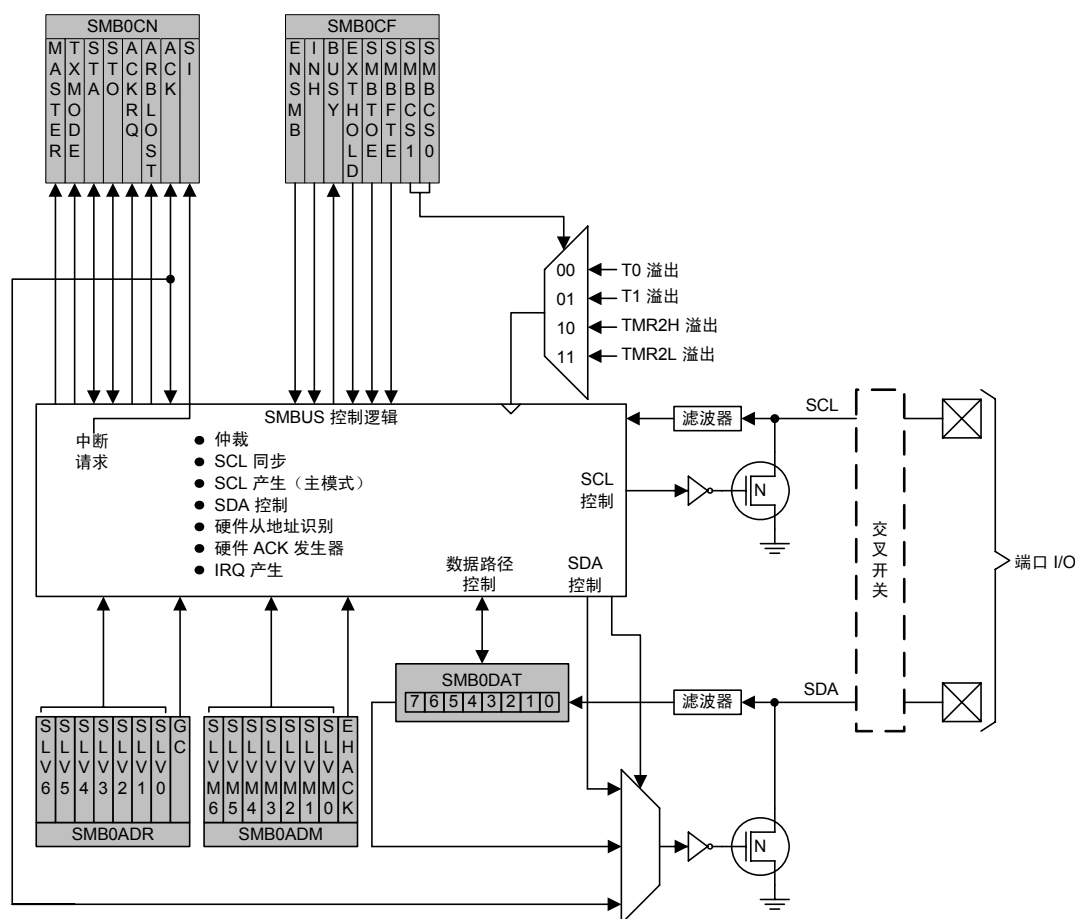 SMB0CN
MASTER
TXMODE
STA
STO
ACKRQ
ARBLOST
ACK
SI
SMB0CF
ENSMB
INH
BUSY
EXTHOLD
SMBTOE
SMBFTE
SMBCS1
SMBCS0
00
T0 溢出
01
T1 溢出
10
TMR2H 溢出
11
TMR2L 溢出
SMBUS 控制逻辑
中断
请求
● 仲裁
● SCL 同步
● SCL 产生（主模式）
● SDA 控制
● 硬件从地址识别
● 硬件 ACK 发生器
● IRQ 产生
SCL
控制
数据路径
控制
SDA
控制
滤波器
SCL
N
交叉开关
端口 I/O
SMB0DAT
7 6 5 4 3 2 1 0
滤波器
SDA
N
SLV6
SLV5
SLV4
SLV3
SLV2
SLV1
SLV0
GC
SMB0ADR
SLVM6
SLVM5
SLVM4
SLVM3
SLVM2
SLVM1
SLVM0
EHACK
SMB0ADM